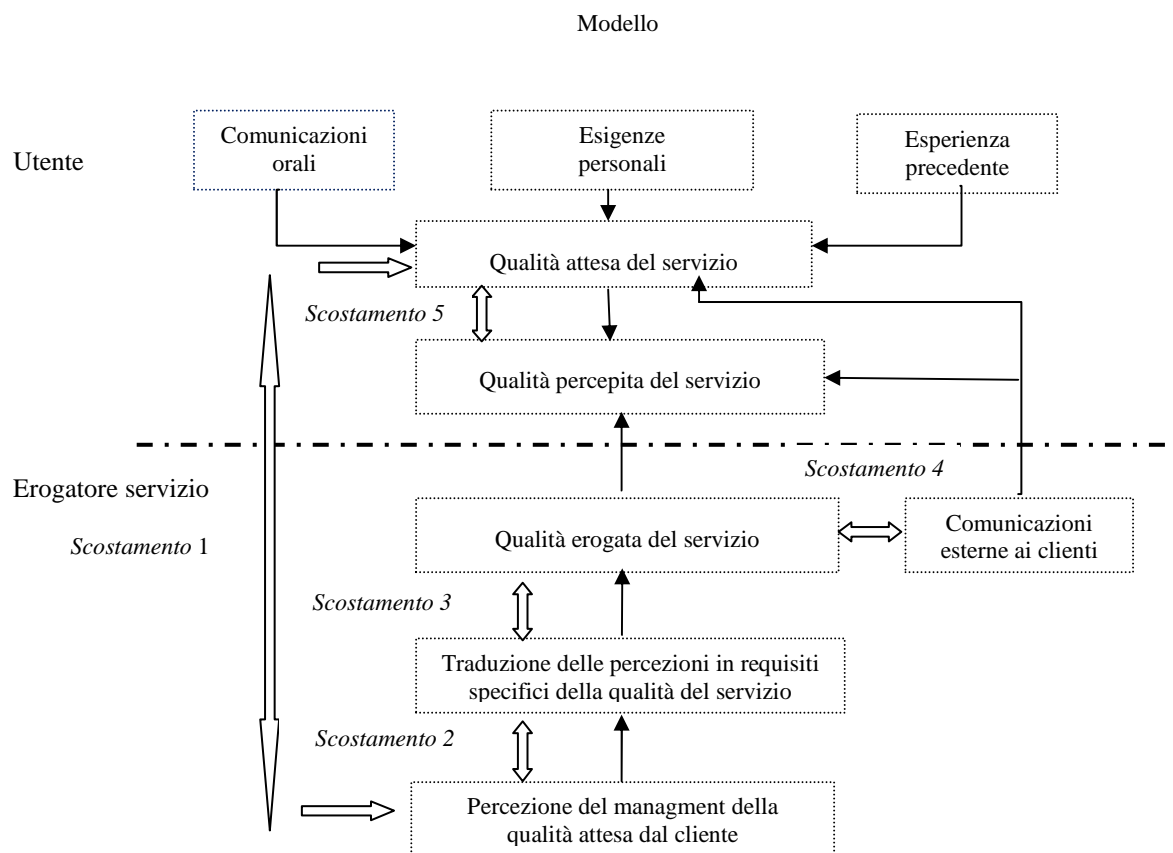 Modello
Comunicazioni
orali
Esigenze
personali
Esperienza
precedente
Utente
Qualità attesa del servizio
Scostamento 5
Qualità percepita del servizio
Scostamento 4
Erogatore servizio
Qualità erogata del servizio
Comunicazioni
esterne ai clienti
Scostamento 1
Scostamento 3
Traduzione delle percezioni in requisiti
specifici della qualità del servizio
Scostamento 2
Percezione del managment della
qualità attesa dal cliente